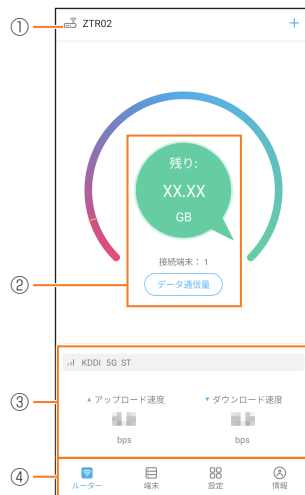 ① ZTR02 +
残り:
XX.XX
GB
接続端末： 1
② データ通信量
KDDI 5G ST
③ ▲ アップロード速度 ▼ ダウンロード速度
bps bps
④ ルーター 端末 設定 情報